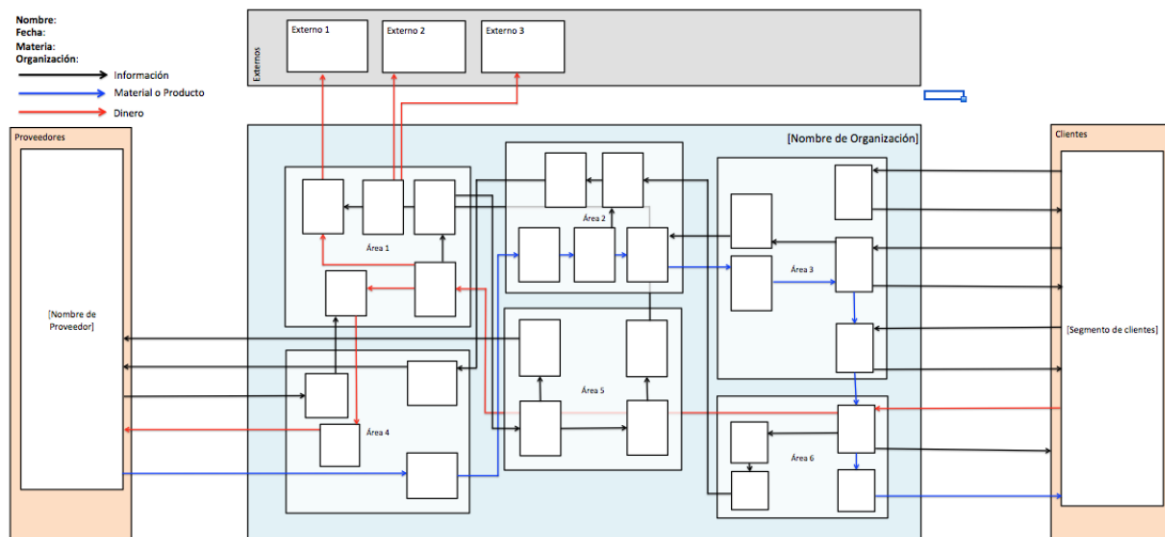 Nombre:
Fecha:
Materia:
Organización:
Información
Material o Producto
Dinero
Externos
Externo 1
Externo 2
Externo 3
Proveedores
[Nombre de
Proveedor]
[Nombre de Organización]
Área 1
Área 2
Área 3
Área 4
Área 5
Área 6
Clientes
[Segmento de clientes]